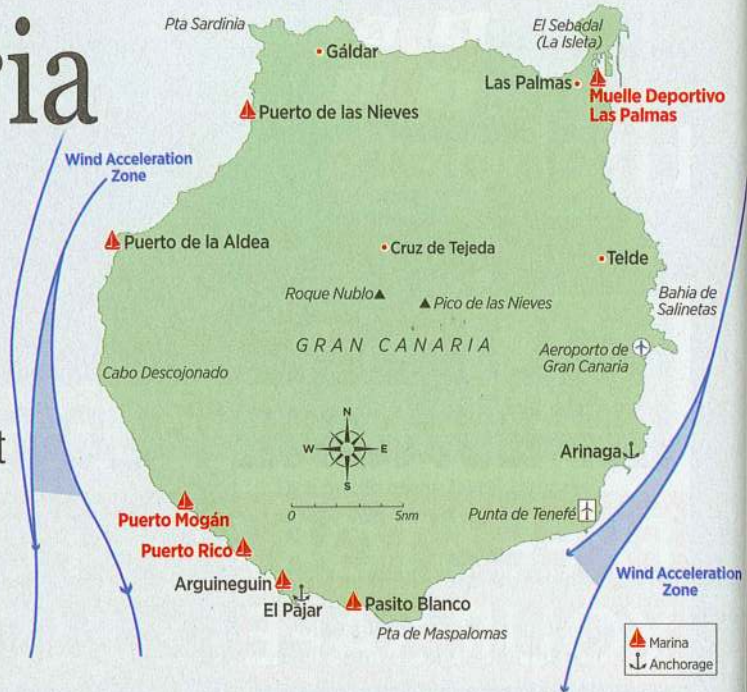 ria
Pta Sardinia
Gáldar
El Sebadal
(La Isleta)
Las Palmas
Muelle Deportivo
Las Palmas
Puerto de las Nieves
Wind Acceleration
Zone
Puerto de la Aldea
Cruz de Tejeda
Telde
Roque Nublo
Pico de las Nieves
Bahia de
Salinetas
GRAN CANARIA
Aeroporto de
Gran Canaria
Cabo Descojonado
t
N
W
E
S
Arinaga
0
5nm
Punta de Tenefé
Puerto Mogán
Puerto Rico
Arguineguin
El Pajar
Pasito Blanco
Pta de Maspalomas
Wind Acceleration
Zone
Marina
Anchorage